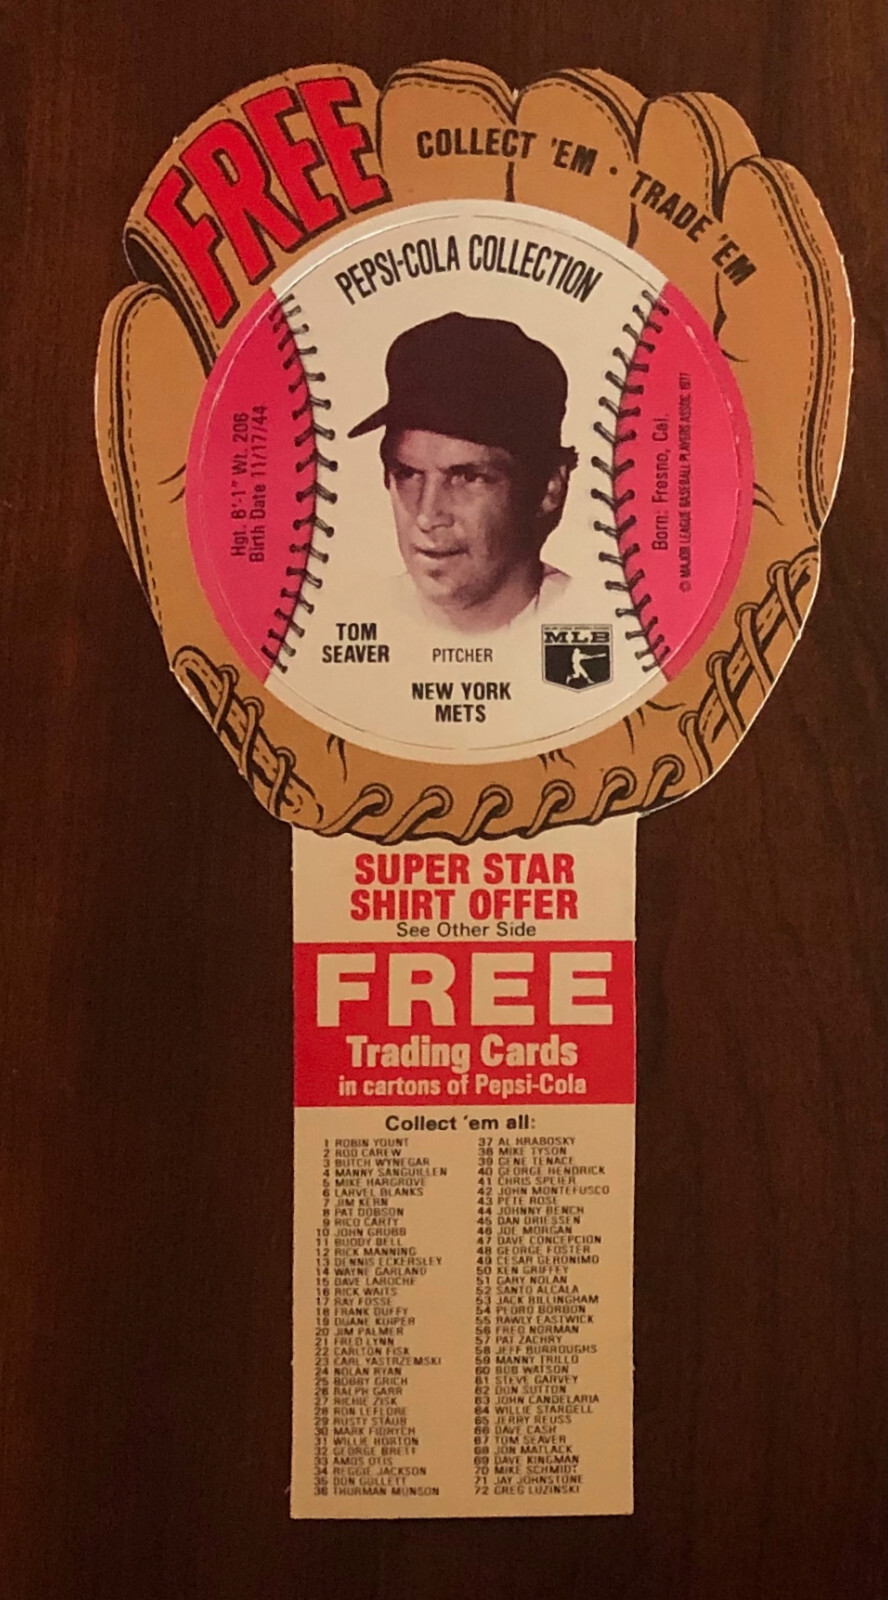 FREE
COLLECT 'EM · TRADE 'EM
PEPSI-COLA COLLECTION
Hgt. 6'-1" Wt. 206
Birth Date 11/17/44
Born: Fresno, Cal.
© MAJOR LEAGUE BASEBALL PLAYERS ASSOC. 1977
TOM
SEAVER
PITCHER
MLB
NEW YORK
METS
SUPER STAR
SHIRT OFFER
See Other Side
FREE
Trading Cards
in cartons of Pepsi-Cola
Collect 'em all:
1 ROBIN YOUNT
2 ROD CAREW
3 BUTCH WYNEGAR
4 MANNY SANGUILLEN
5 MIKE HARGROVE
6 LARVEL BLANKS
7 JIM KERN
8 PAT DOBSON
9 RICO CARTY
10 JOHN GRUBB
11 BUDDY BELL
12 RICK MANNING
13 DENNIS ECKERSLEY
14 WAYNE GARLAND
15 DAVE LAROCHE
16 RICK WAITS
17 RAY FOSSE
18 FRANK DUFFY
19 DUANE KUIPER
20 JIM PALMER
21 FRED LYNN
22 CARLTON FISK
23 CARL YASTRZEMSKI
24 NOLAN RYAN
25 BOBBY GRICH
26 RALPH GARR
27 RICHIE ZISK
28 RON LEFLORE
29 RUSTY STAUB
30 MARK FIDRYCH
31 WILLIE HORTON
32 GEORGE BRETT
33 AMOS OTIS
34 REGGIE JACKSON
35 DON GULLETT
36 THURMAN MUNSON
37 AL HRABOSKY
38 MIKE TYSON
39 GENE TENACE
40 GEORGE HENDRICK
41 CHRIS SPEIER
42 JOHN MONTEFUSCO
43 PETE ROSE
44 JOHNNY BENCH
45 DAN DRIESSEN
46 JOE MORGAN
47 DAVE CONCEPCION
48 GEORGE FOSTER
49 CESAR GERONIMO
50 KEN GRIFFEY
51 GARY NOLAN
52 SANTO ALCALA
53 JACK BILLINGHAM
54 PEDRO BORBON
55 RAWLY EASTWICK
56 FRED NORMAN
57 PAT ZACHRY
58 JEFF BURROUGHS
59 MANNY TRILLO
60 BOB WATSON
61 STEVE GARVEY
62 DON SUTTON
63 JOHN CANDELARIA
64 WILLIE STARGELL
65 JERRY REUSS
66 DAVE CASH
67 TOM SEAVER
68 JON MATLACK
69 DAVE KINGMAN
70 MIKE SCHMIDT
71 JAY JOHNSTONE
72 GREG LUZINSKI